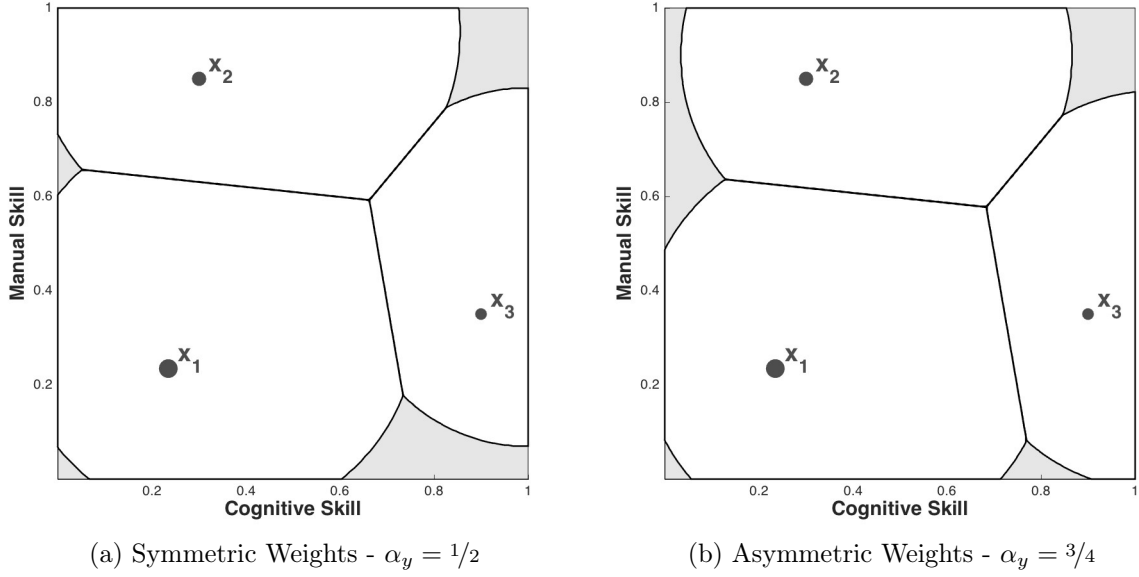 1
0.8
0.6
0.4
0.2
Manual Skill
x2
x3
x1
0.2 0.4 0.6 0.8 1
Cognitive Skill
(a) Symmetric Weights - αy = 1/2
1
0.8
0.6
0.4
0.2
Manual Skill
x2
x3
x1
0.2 0.4 0.6 0.8 1
Cognitive Skill
(b) Asymmetric Weights - αy = 3/4